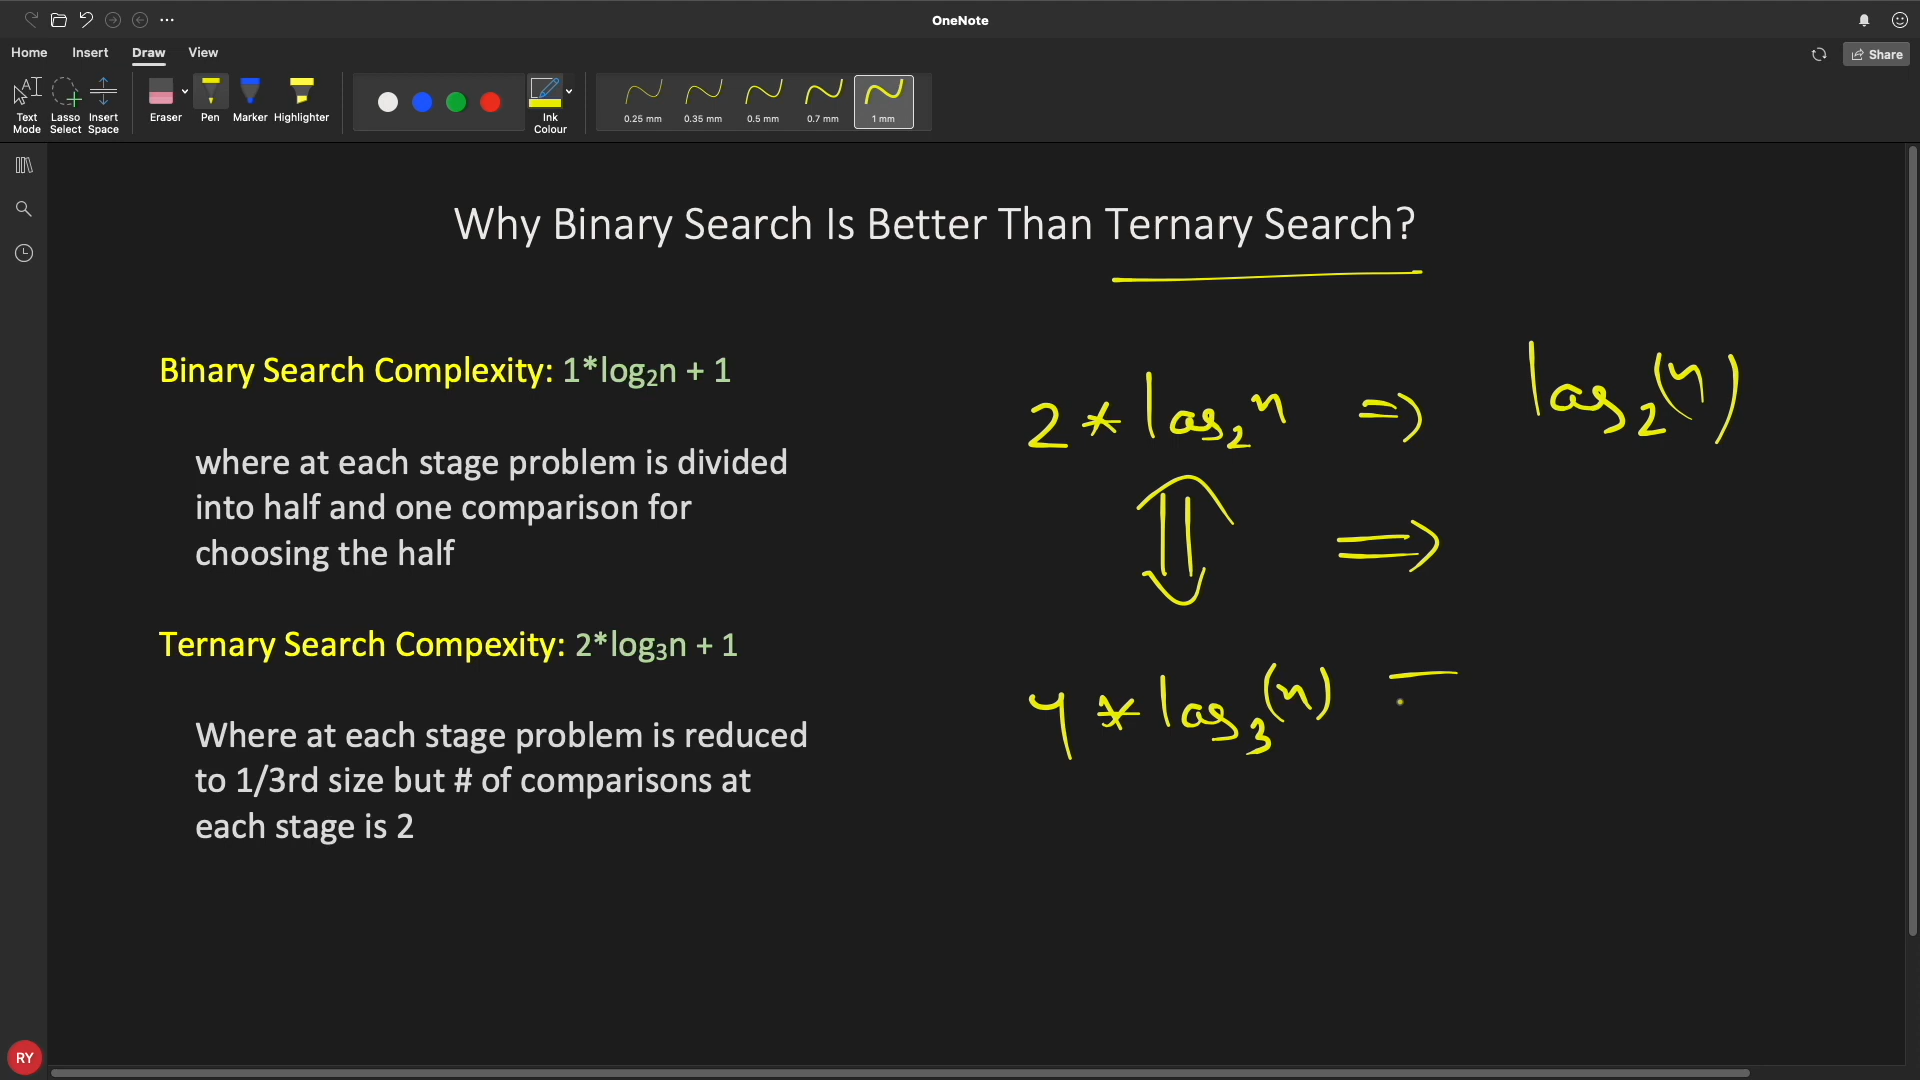 OneNote
Home Insert Draw View
Share
Text Mode
Lasso Select
Insert Space
Eraser
Pen
Marker
Highlighter
Ink Colour
0.25 mm
0.35 mm
0.5 mm
0.7 mm
1 mm
Why Binary Search Is Better Than Ternary Search?
Binary Search Complexity: 1*log₂n + 1
where at each stage problem is divided
into half and one comparison for
choosing the half
Ternary Search Compexity: 2*log₃n + 1
Where at each stage problem is reduced
to 1/3rd size but # of comparisons at
each stage is 2
2 * log₂n => log₂(n)
=>
4 * log₃(n)
RY